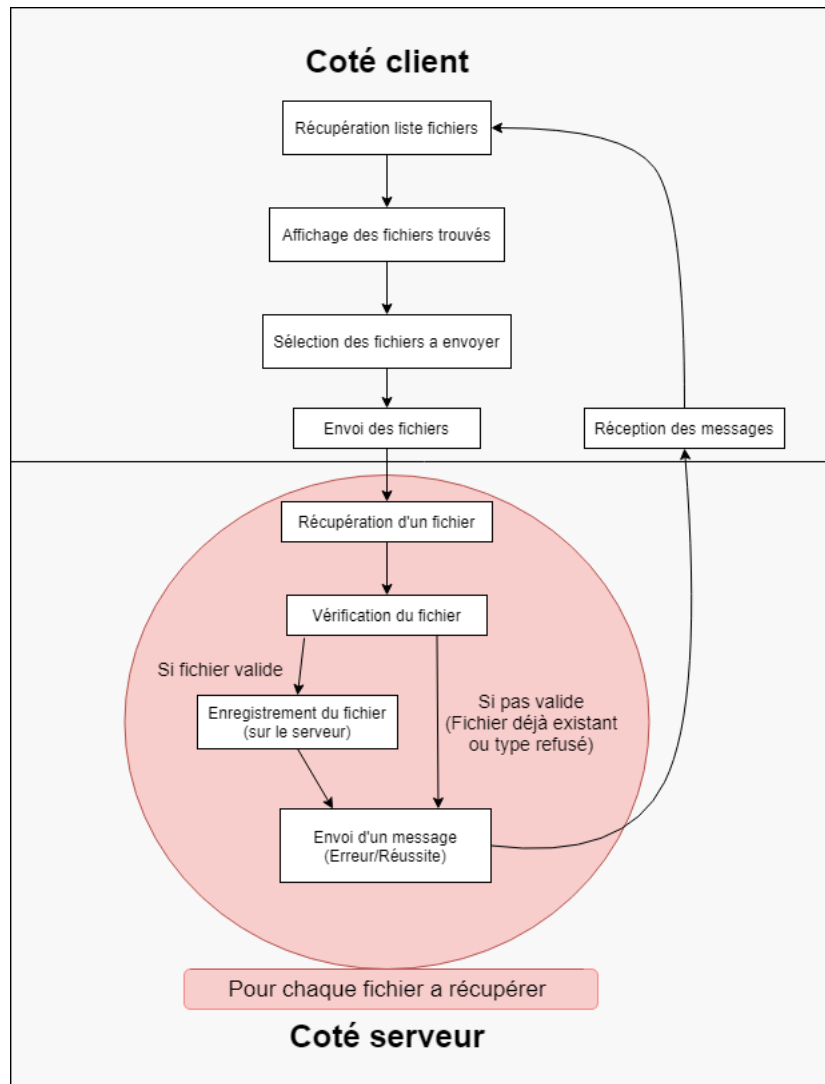 Coté client
Récupération liste fichiers
Affichage des fichiers trouvés
Sélection des fichiers a envoyer
Envoi des fichiers
Réception des messages
Récupération d'un fichier
Vérification du fichier
Si fichier valide
Si pas valide
(Fichier déjà existant
ou type refusé)
Enregistrement du fichier
(sur le serveur)
Envoi d'un message
(Erreur/Réussite)
Pour chaque fichier a récupérer
Coté serveur